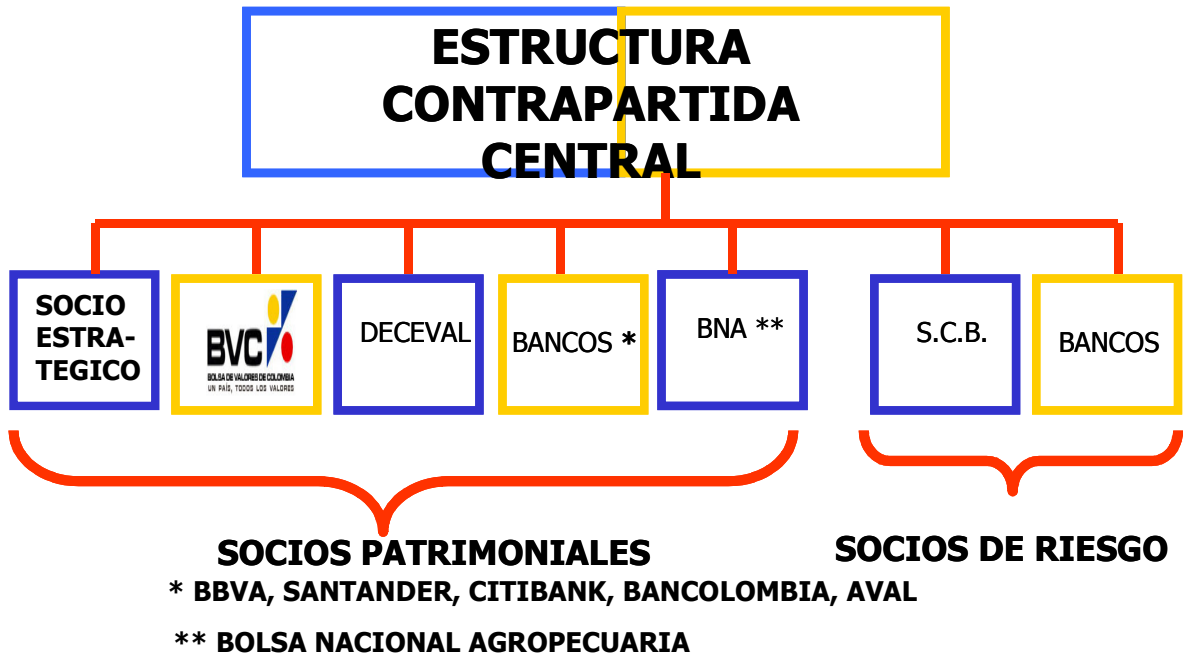 ESTRUCTURA
CONTRAPARTIDA
CENTRAL
SOCIO
ESTRA-
TEGICO
BVC
BOLSA DE VALORES DE COLOMBIA
UN PAÍS, TODOS LOS VALORES
DECEVAL
BANCOS *
BNA **
S.C.B.
BANCOS
SOCIOS PATRIMONIALES
SOCIOS DE RIESGO
* BBVA, SANTANDER, CITIBANK, BANCOLOMBIA, AVAL
** BOLSA NACIONAL AGROPECUARIA